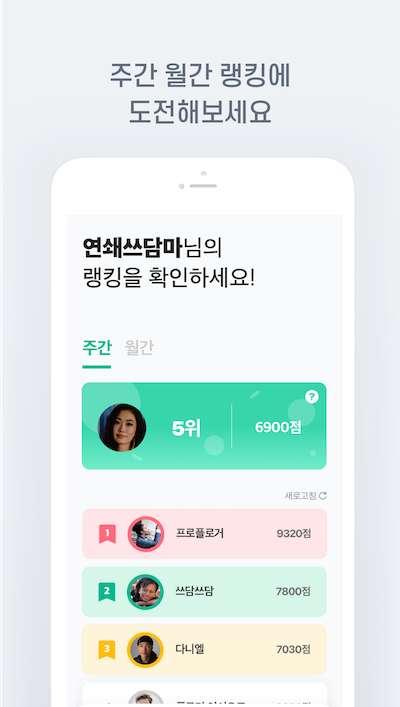 주간 월간 랭킹에
도전해보세요
연쇄쓰담마님의
랭킹을 확인하세요!
주간 월간
?
5위 6900점
새로고침
1 프로플로거 9320점
2 쓰담쓰담 7800점
3 다니엘 7030점